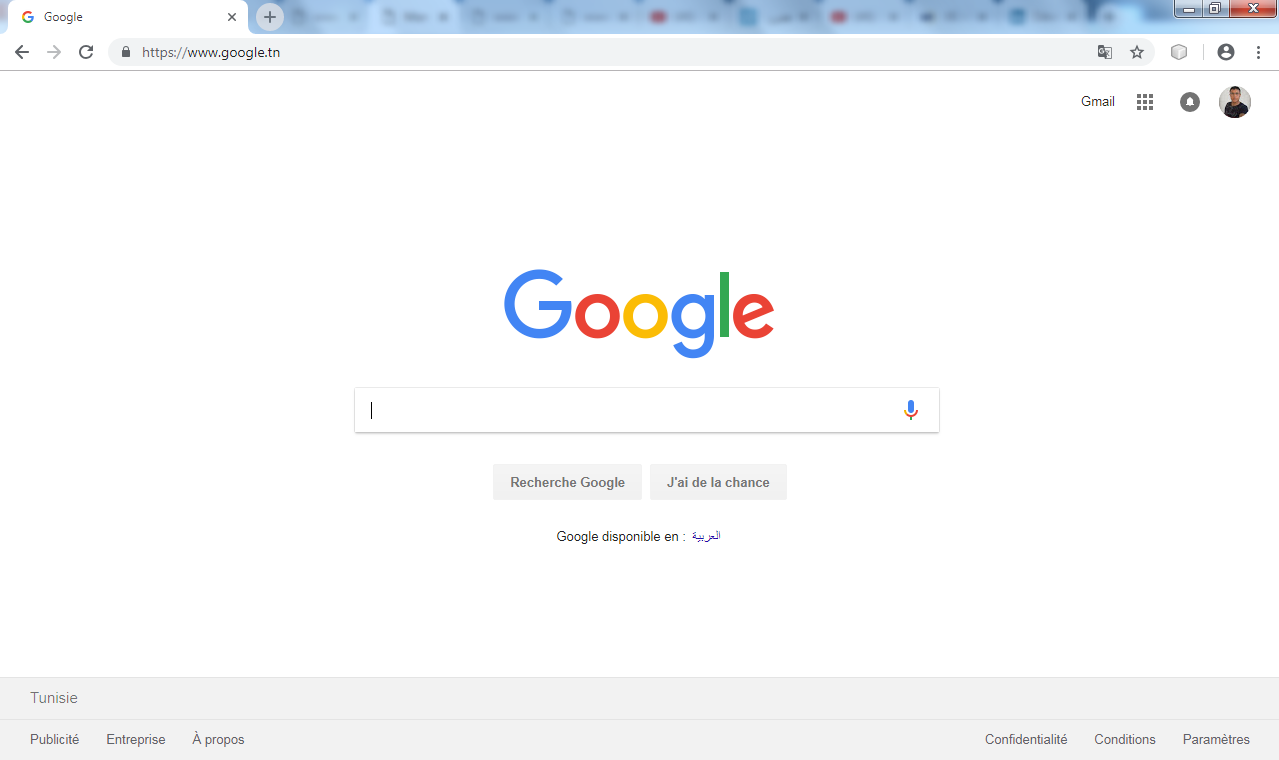 Google
https://www.google.tn
Gmail
Google
Recherche Google
J'ai de la chance
Google disponible en : العربية
Tunisie
Publicité
Entreprise
À propos
Confidentialité
Conditions
Paramètres